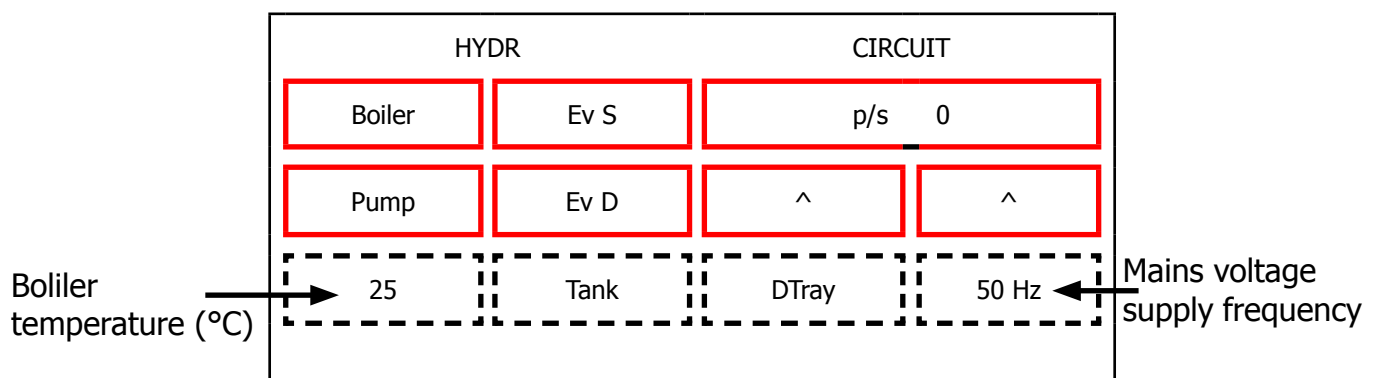 HYDR CIRCUIT
Boiler Ev S p/s 0
Pump Ev D ^ ^
Boliler
temperature (°C)
25 Tank DTray 50 Hz
Mains voltage
supply frequency